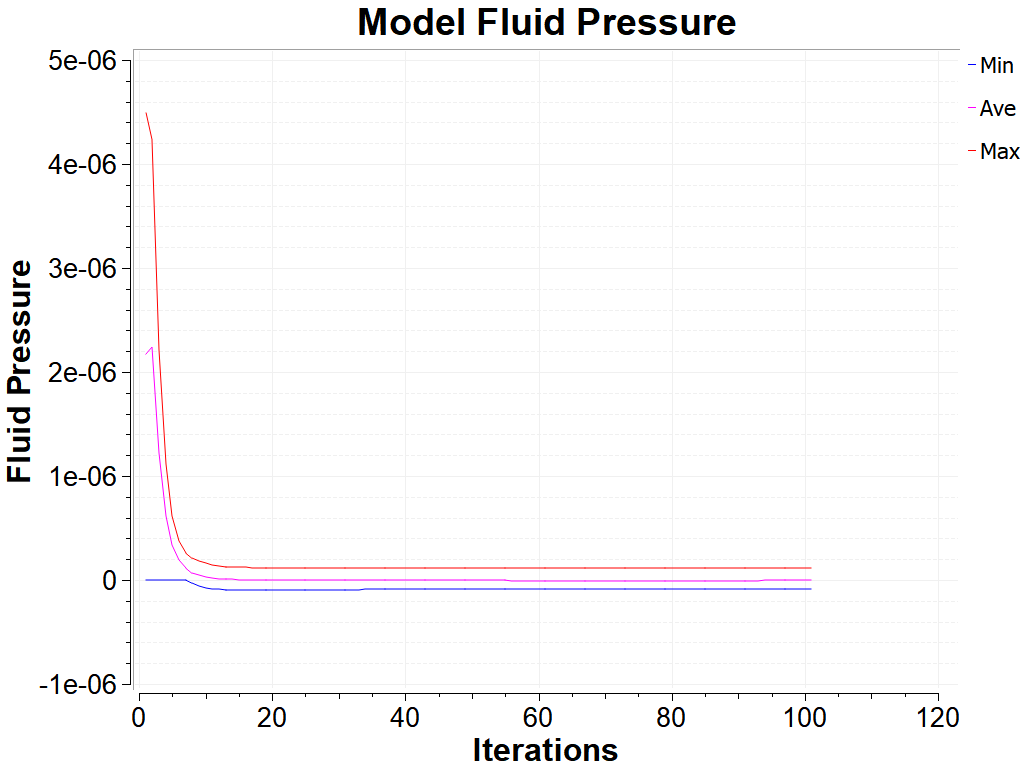 Model Fluid Pressure
5e-06
4e-06
3e-06
2e-06
1e-06
0
-1e-06
Fluid Pressure
0 20 40 60 80 100 120
Iterations
Min
Ave
Max